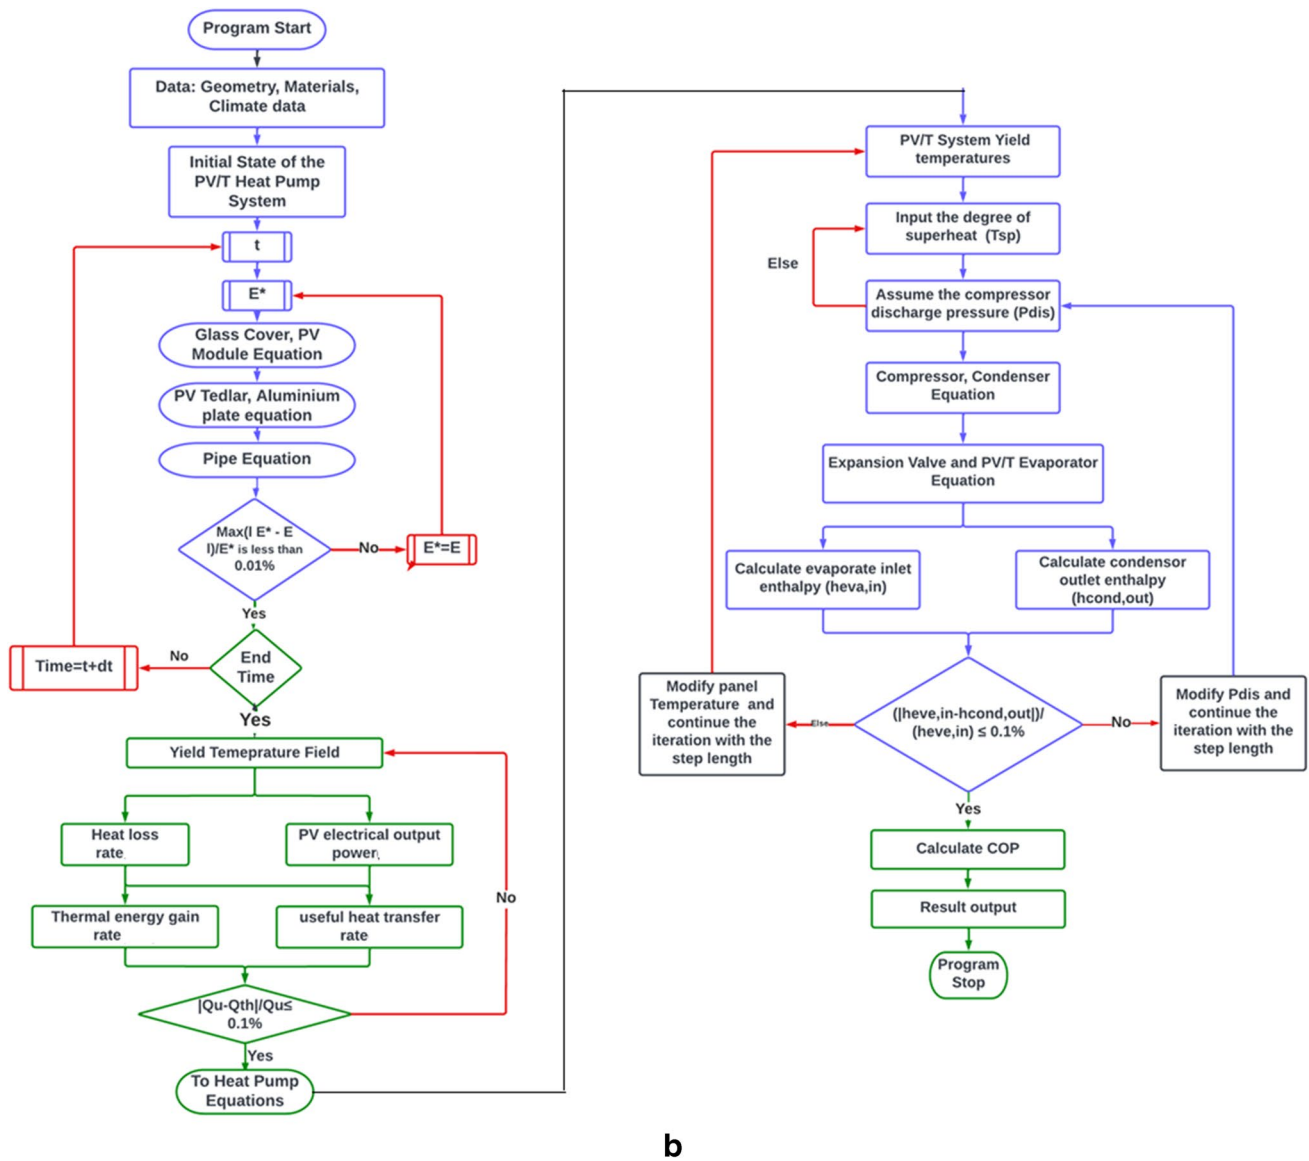 Program Start
Data: Geometry, Materials,
Climate data
Initial State of the
PV/T Heat Pump
System
t
E*
Glass Cover, PV
Module Equation
PV Tedlar, Aluminium
plate equation
Pipe Equation
Max(I E* - E
I)/E* is less than
0.01%
No
E*=E
Yes
End
Time
No
Time=t+dt
Yes
Yield Temeprature Field
Heat loss
rate
PV electrical output
power
Thermal energy gain
rate
useful heat transfer
rate
No
|Qu-Qth|/Qu≤
0.1%
Yes
To Heat Pump
Equations
PV/T System Yield
temperatures
Input the degree of
superheat (Tsp)
Else
Assume the compressor
discharge pressure (Pdis)
Compressor, Condenser
Equation
Expansion Valve and PV/T Evaporator
Equation
Calculate evaporate inlet
enthalpy (heva,in)
Calculate condensor
outlet enthalpy
(hcond,out)
Modify panel
Temperature and
continue the
iteration with the
step length
Else
(|heve,in-hcond,out|)/
(heve,in) ≤ 0.1%
No
Modify Pdis and
continue the
iteration with the
step length
Yes
Calculate COP
Result output
Program
Stop
b